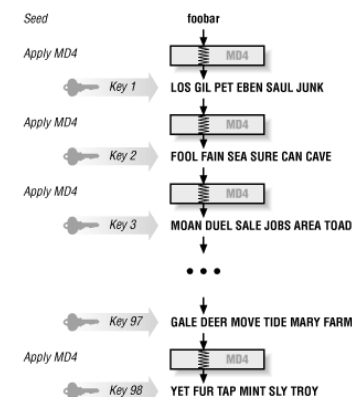 Seed foobar
Apply MD4 MD4
Key 1 LOS GIL PET EBEN SAUL JUNK
Apply MD4 MD4
Key 2 FOOL FAIN SEA SURE CAN CAVE
Apply MD4 MD4
Key 3 MOAN DUEL SALE JOBS AREA TOAD
Key 97 GALE DEER MOVE TIDE MARY FARM
Apply MD4 MD4
Key 98 YET FUR TAP MINT SLY TROY